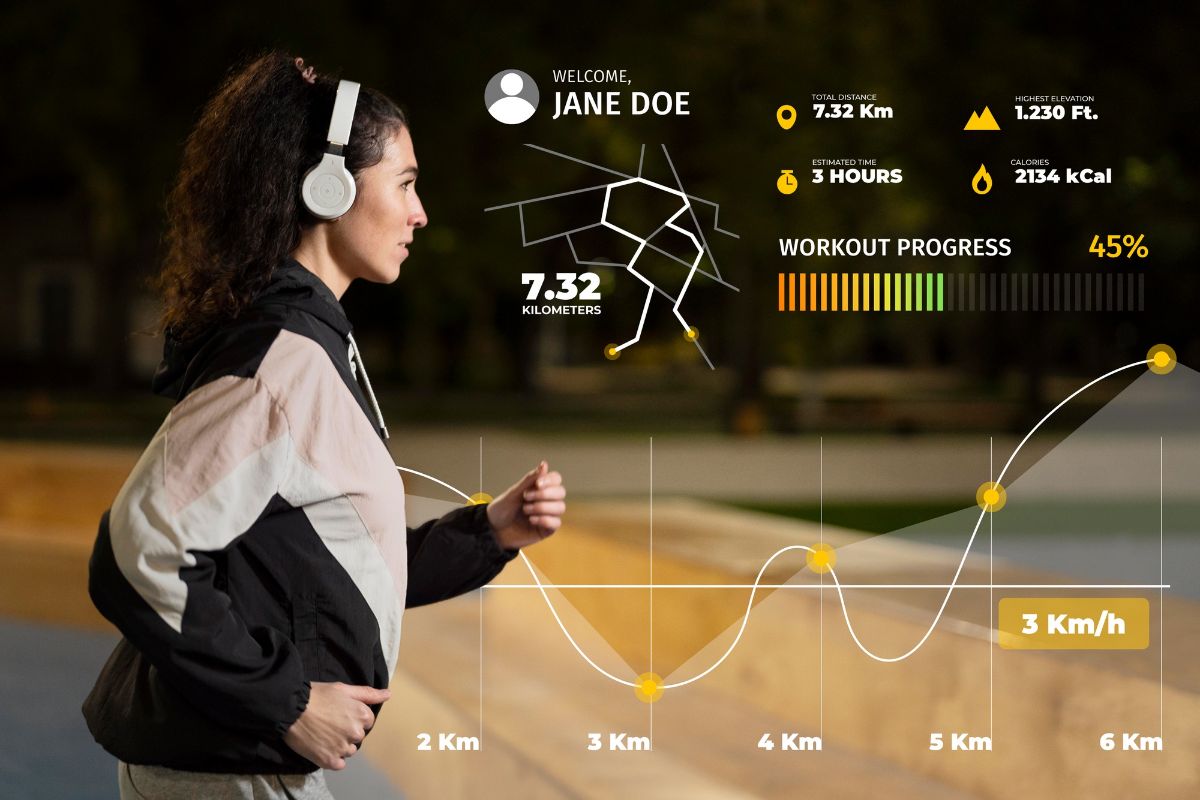 WELCOME,
JANE DOE
TOTAL DISTANCE
7.32 Km
HIGHEST ELEVATION
1.230 Ft.
ESTIMATED TIME
3 HOURS
CALORIES
2134 kCal
WORKOUT PROGRESS 45%
7.32
KILOMETERS
3 Km/h
2 Km 3 Km 4 Km 5 Km 6 Km